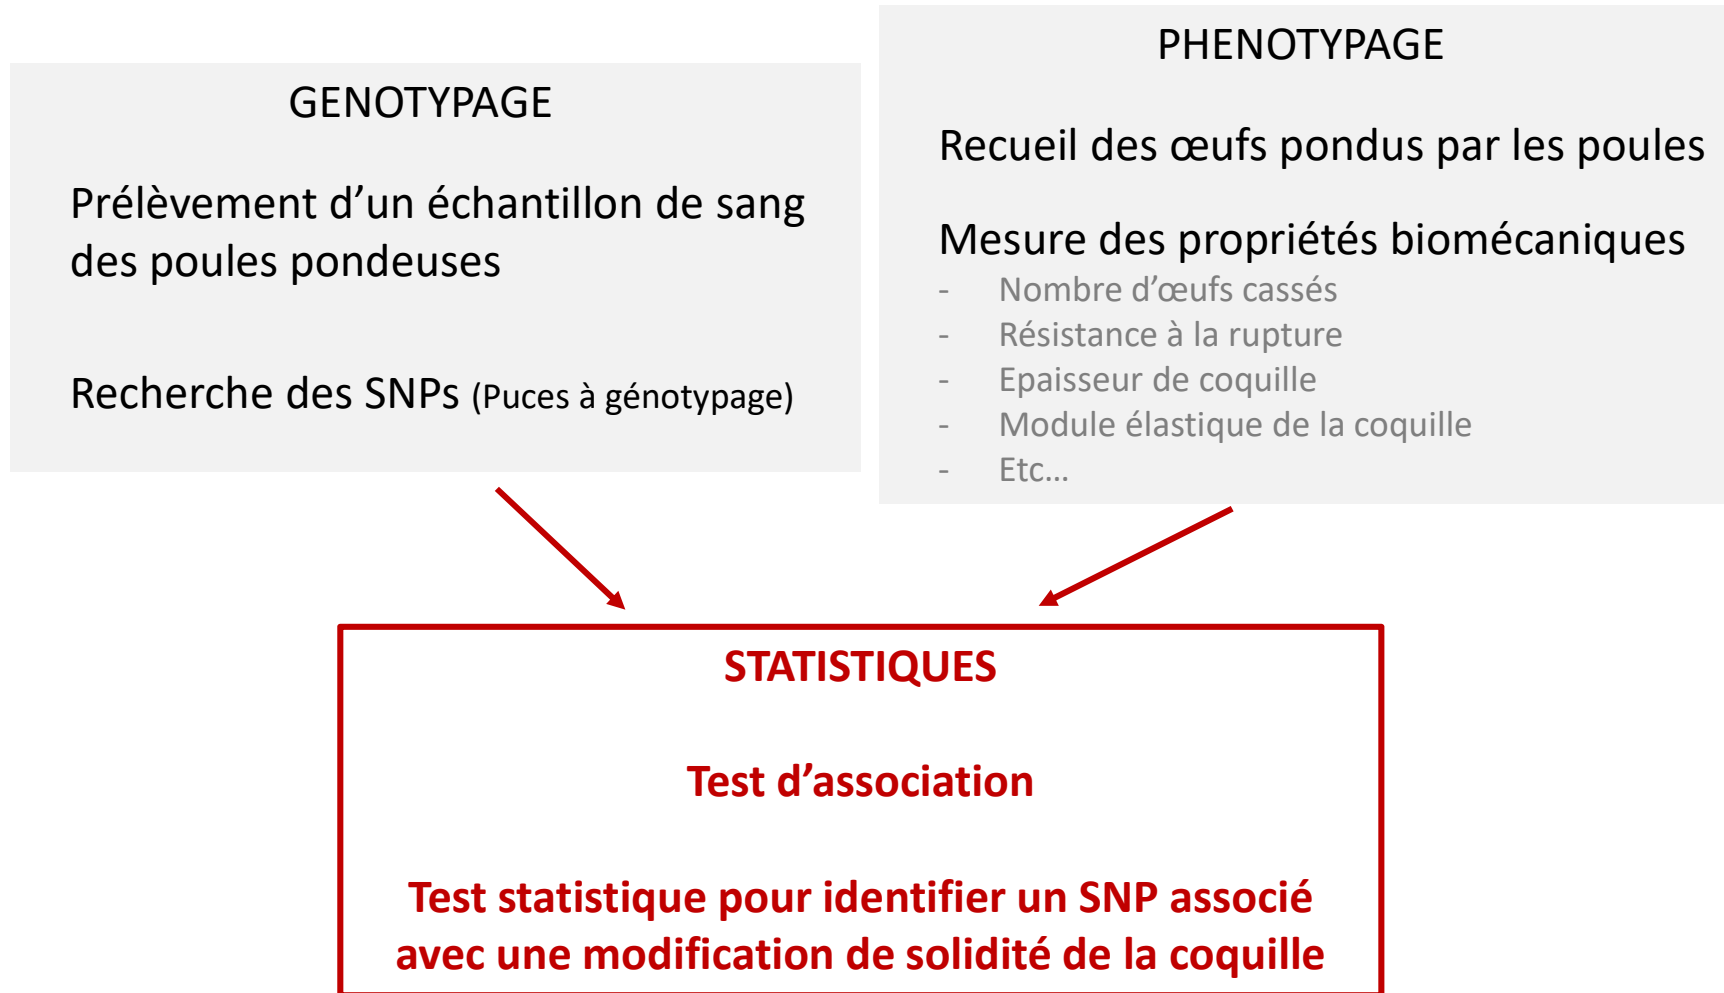 GENOTYPAGE
Prélèvement d’un échantillon de sang
des poules pondeuses
Recherche des SNPs (Puces à génotypage)
PHENOTYPAGE
Recueil des œufs pondus par les poules
Mesure des propriétés biomécaniques
- Nombre d’œufs cassés
- Résistance à la rupture
- Epaisseur de coquille
- Module élastique de la coquille
- Etc…
STATISTIQUES
Test d’association
Test statistique pour identifier un SNP associé
avec une modification de solidité de la coquille